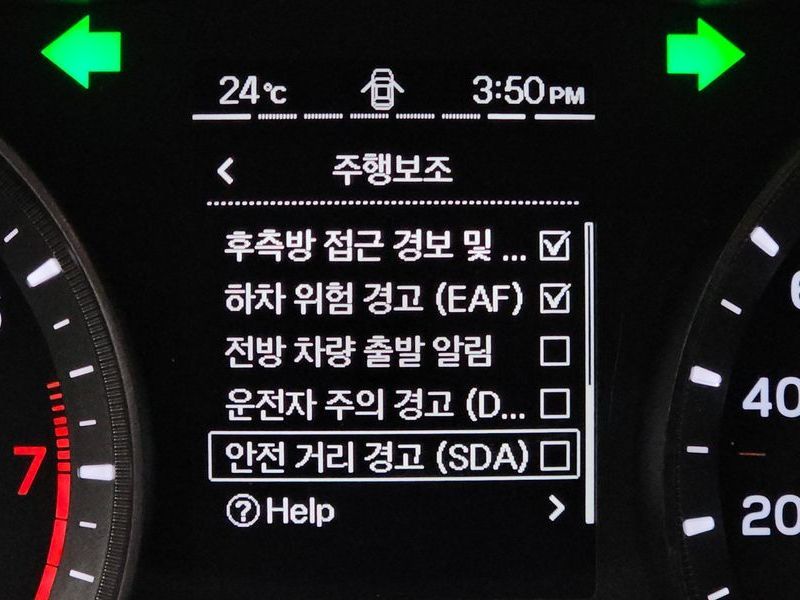 24℃ 3:50 PM
주행보조
후측방 접근 경보 및 ...
하차 위험 경고 (EAF)
전방 차량 출발 알림
운전자 주의 경고 (D...
안전 거리 경고 (SDA)
? Help
7
40
20